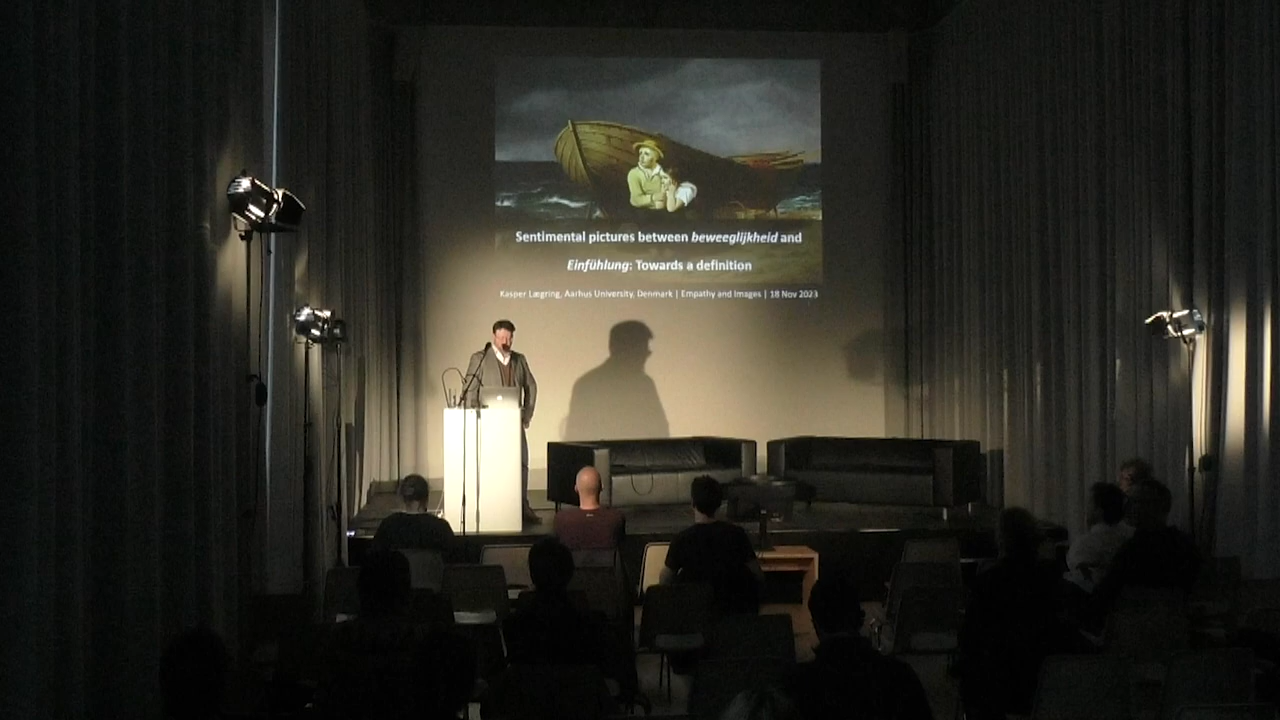 Sentimental pictures between beweeglijkheid and
Einfühlung: Towards a definition
Kasper Lægring, Aarhus University, Denmark | Empathy and Images | 18 Nov 2023